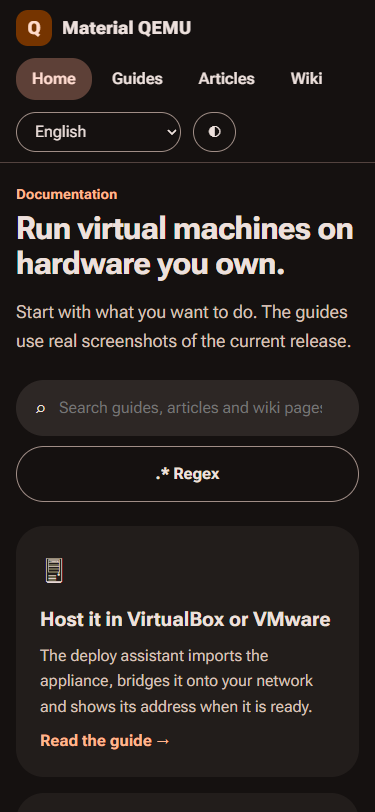 Q Material QEMU
Home Guides Articles Wiki
English
Documentation
Run virtual machines on
hardware you own.
Start with what you want to do. The guides
use real screenshots of the current release.
Search guides, articles and wiki pages
.* Regex
Host it in VirtualBox or VMware
The deploy assistant imports the
appliance, bridges it onto your network
and shows its address when it is ready.
Read the guide →